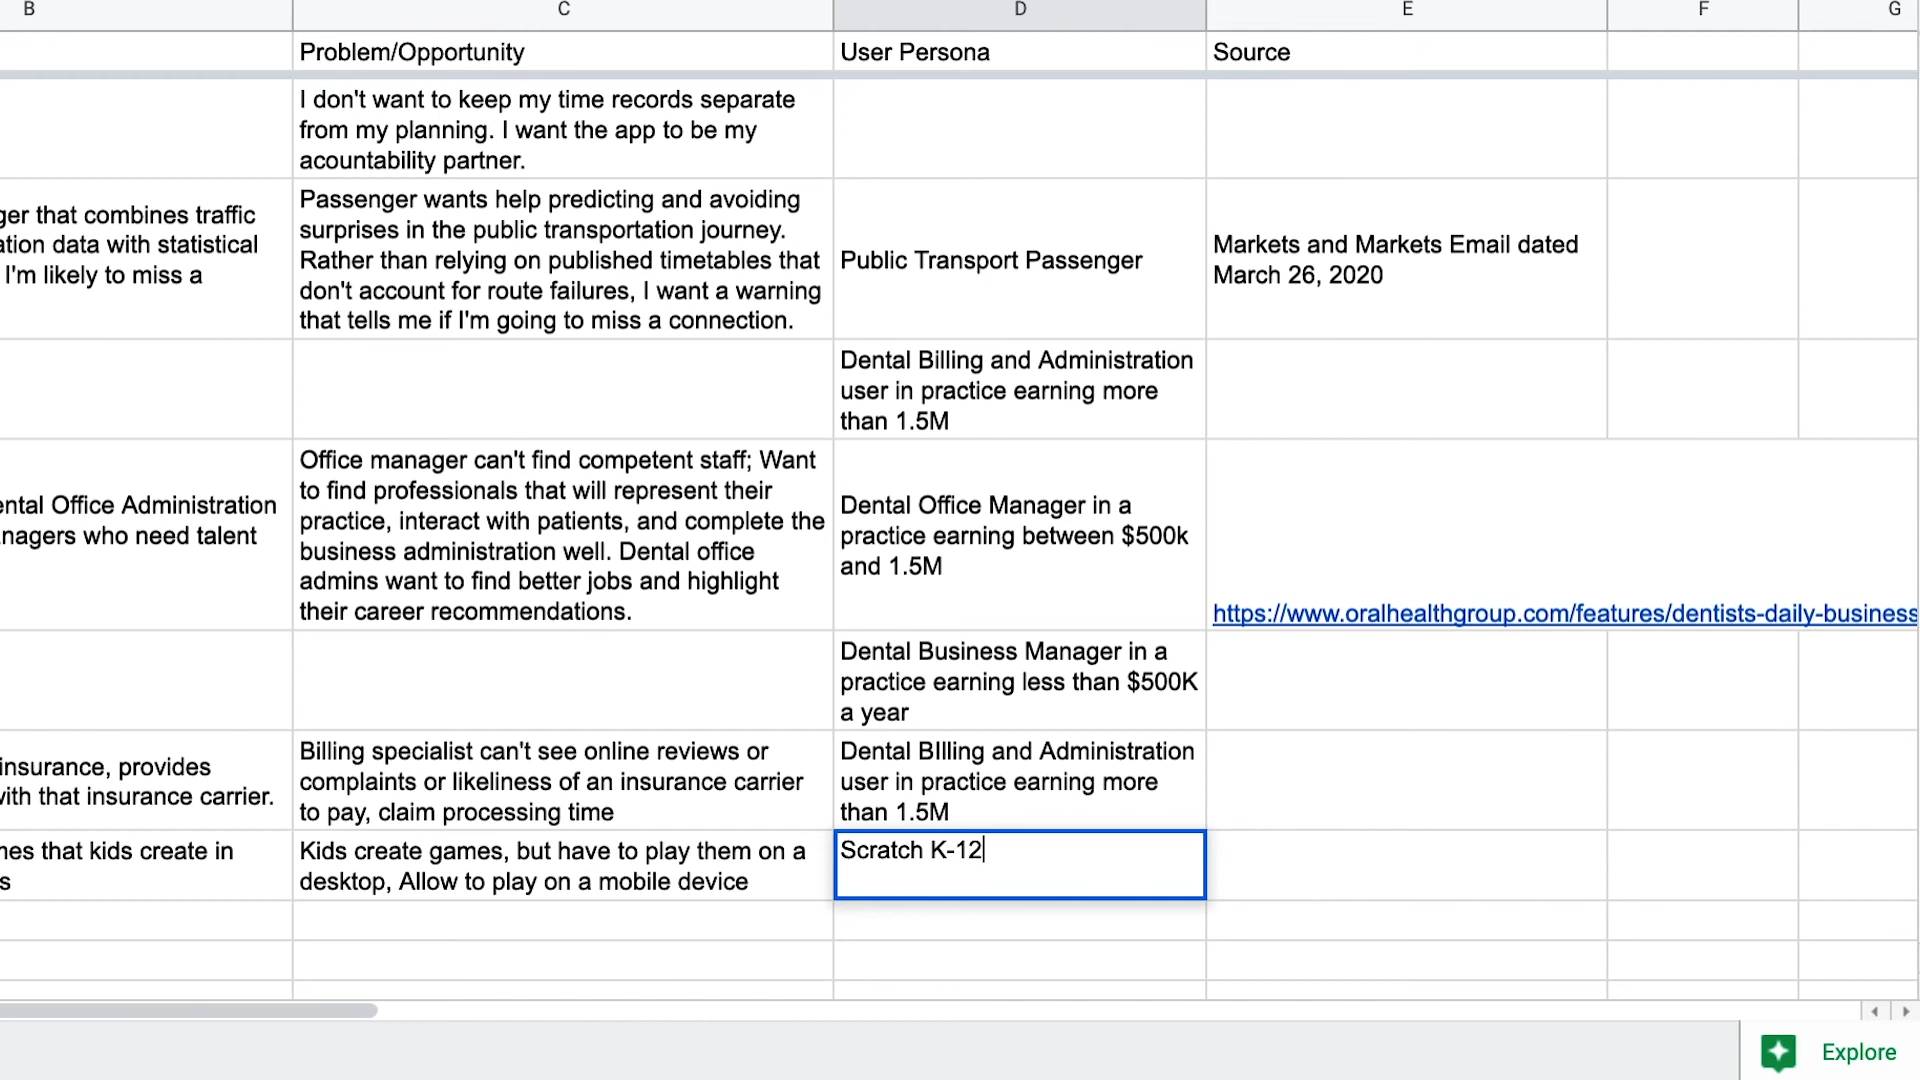 B C D E F G
Problem/Opportunity
User Persona
Source
I don't want to keep my time records separate
from my planning. I want the app to be my
acountability partner.
ger that combines traffic
ation data with statistical
I'm likely to miss a
Passenger wants help predicting and avoiding
surprises in the public transportation journey.
Rather than relying on published timetables that
don't account for route failures, I want a warning
that tells me if I'm going to miss a connection.
Public Transport Passenger
Markets and Markets Email dated
March 26, 2020
Dental Billing and Administration
user in practice earning more
than 1.5M
ental Office Administration
nagers who need talent
Office manager can't find competent staff; Want
to find professionals that will represent their
practice, interact with patients, and complete the
business administration well. Dental office
admins want to find better jobs and highlight
their career recommendations.
Dental Office Manager in a
practice earning between $500k
and 1.5M
https://www.oralhealthgroup.com/features/dentists-daily-business
Dental Business Manager in a
practice earning less than $500K
a year
insurance, provides
with that insurance carrier.
Billing specialist can't see online reviews or
complaints or likeliness of an insurance carrier
to pay, claim processing time
Dental BIlling and Administration
user in practice earning more
than 1.5M
nes that kids create in
s
Kids create games, but have to play them on a
desktop, Allow to play on a mobile device
Scratch K-12
Explore